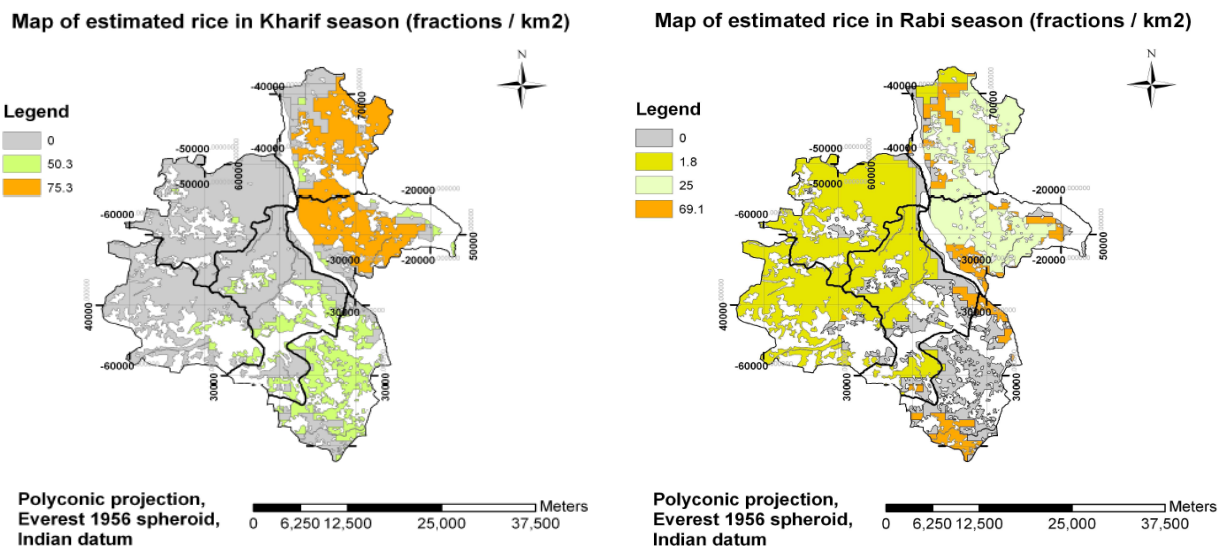 Map of estimated rice in Kharif season (fractions / km2)
N
Legend
0
50.3
75.3
-40000
70000
-50000
-40000
60000
-50000
-20000
-60000
50000
30000
-20000
40000
30000
-60000
30000
30000
Polyconic projection,
Everest 1956 spheroid,
Indian datum
Meters
0 6,250 12,500 25,000 37,500
Map of estimated rice in Rabi season (fractions / km2)
N
Legend
0
1.8
25
69.1
-40000
70000
-50000
-40000
60000
-50000
-20000
-60000
50000
30000
-20000
40000
30000
-60000
30000
30000
Polyconic projection,
Everest 1956 spheroid,
Indian datum
Meters
0 6,250 12,500 25,000 37,500